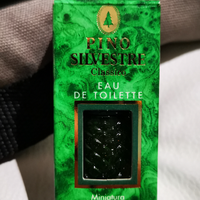 PINO
SILVESTRE
Classico
EAU
DE TOILETTE
Miniatura